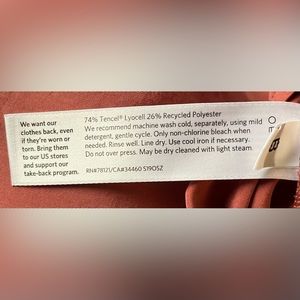 We want our
clothes back, even
if they're worn or
torn. Bring them
to our US stores
and support our
take-back program.
74% Tencel® Lyocell 26% Recycled Polyester
We recommend machine wash cold, separately, using mild
detergent, gentle cycle. Only non-chlorine bleach when
needed. Rinse well. Line dry. Use cool iron if necessary.
Do not over press. May be dry cleaned with light steam.
RN#78121/CA#34460 S19OSZ